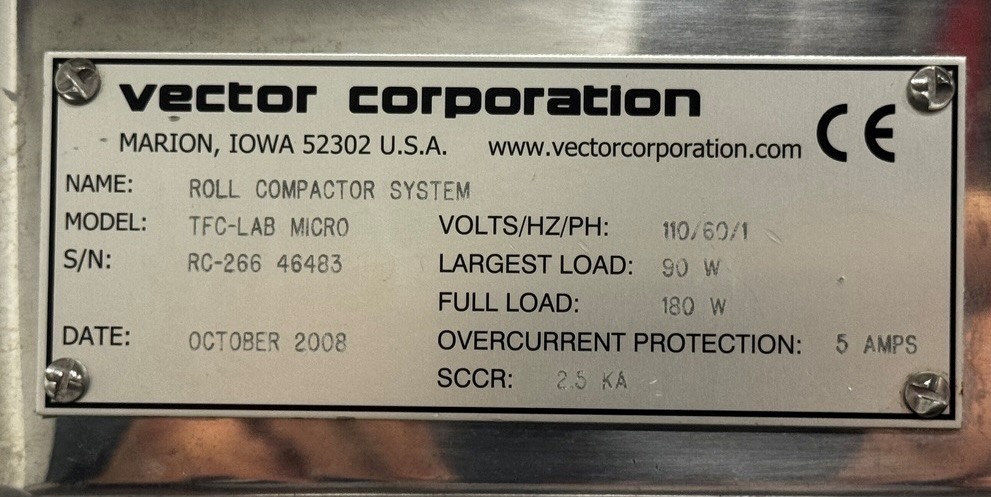 vector corporation
MARION, IOWA 52302 U.S.A. www.vectorcorporation.com CE
NAME: ROLL COMPACTOR SYSTEM
MODEL: TFC-LAB MICRO VOLTS/HZ/PH: 110/60/1
S/N: RC-266 46483 LARGEST LOAD: 90 W
FULL LOAD: 180 W
DATE: OCTOBER 2008 OVERCURRENT PROTECTION: 5 AMPS
SCCR: 2.5 KA